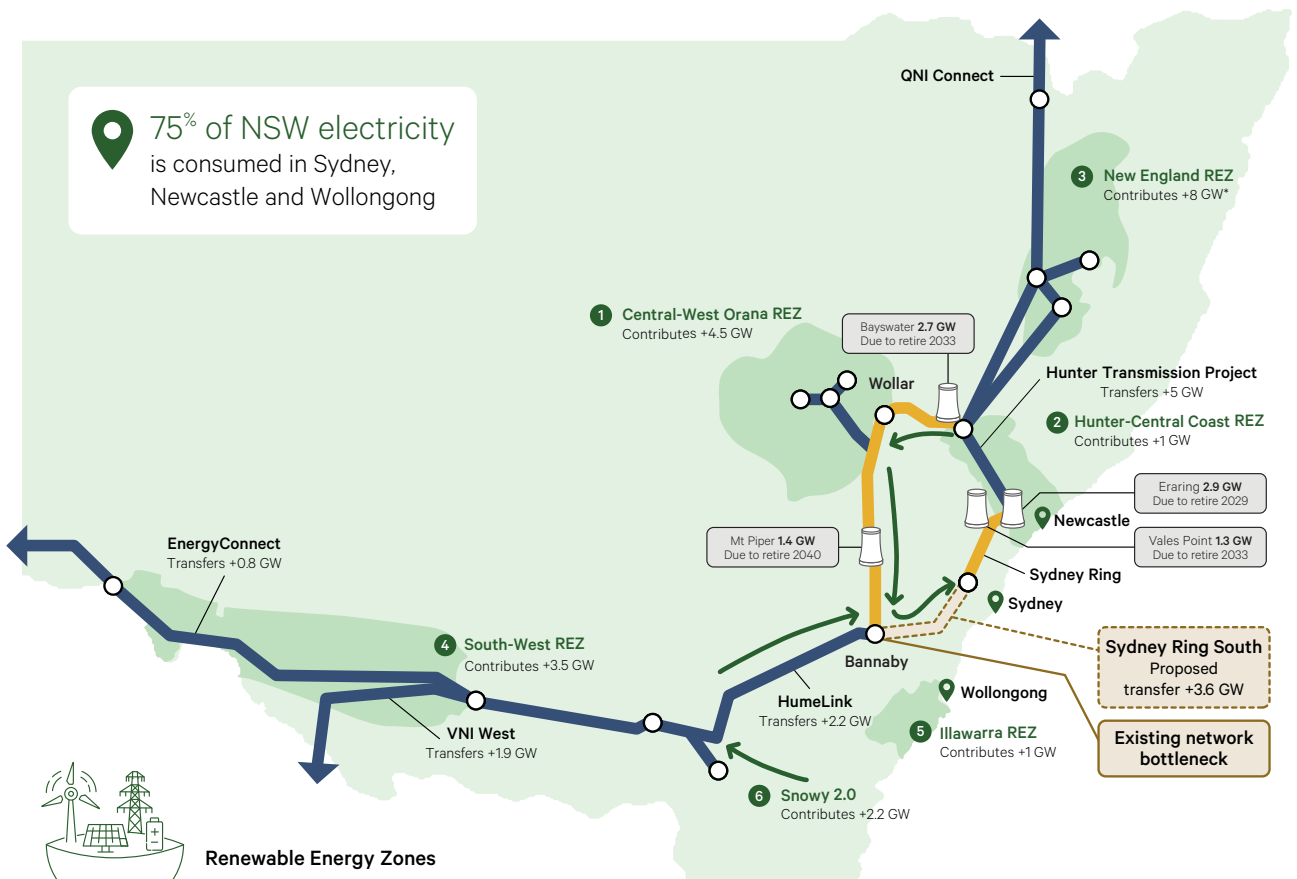 QNI Connect
75% of NSW electricity
is consumed in Sydney,
Newcastle and Wollongong
3 New England REZ
Contributes +8 GW*
1 Central-West Orana REZ
Contributes +4.5 GW
Bayswater 2.7 GW
Due to retire 2033
Wollar
Hunter Transmission Project
Transfers +5 GW
2 Hunter-Central Coast REZ
Contributes +1 GW
Eraring 2.9 GW
Due to retire 2029
Newcastle
Mt Piper 1.4 GW
Due to retire 2040
Vales Point 1.3 GW
Due to retire 2033
EnergyConnect
Transfers +0.8 GW
Sydney Ring
Sydney
4 South-West REZ
Contributes +3.5 GW
Bannaby
Sydney Ring South
Proposed
transfer +3.6 GW
HumeLink
Transfers +2.2 GW
Wollongong
VNI West
Transfers +1.9 GW
5 Illawarra REZ
Contributes +1 GW
Existing network
bottleneck
6 Snowy 2.0
Contributes +2.2 GW
Renewable Energy Zones